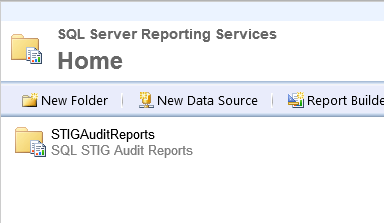 SQL Server Reporting Services
Home
New Folder New Data Source Report Builde
STIGAuditReports
SQL STIG Audit Reports